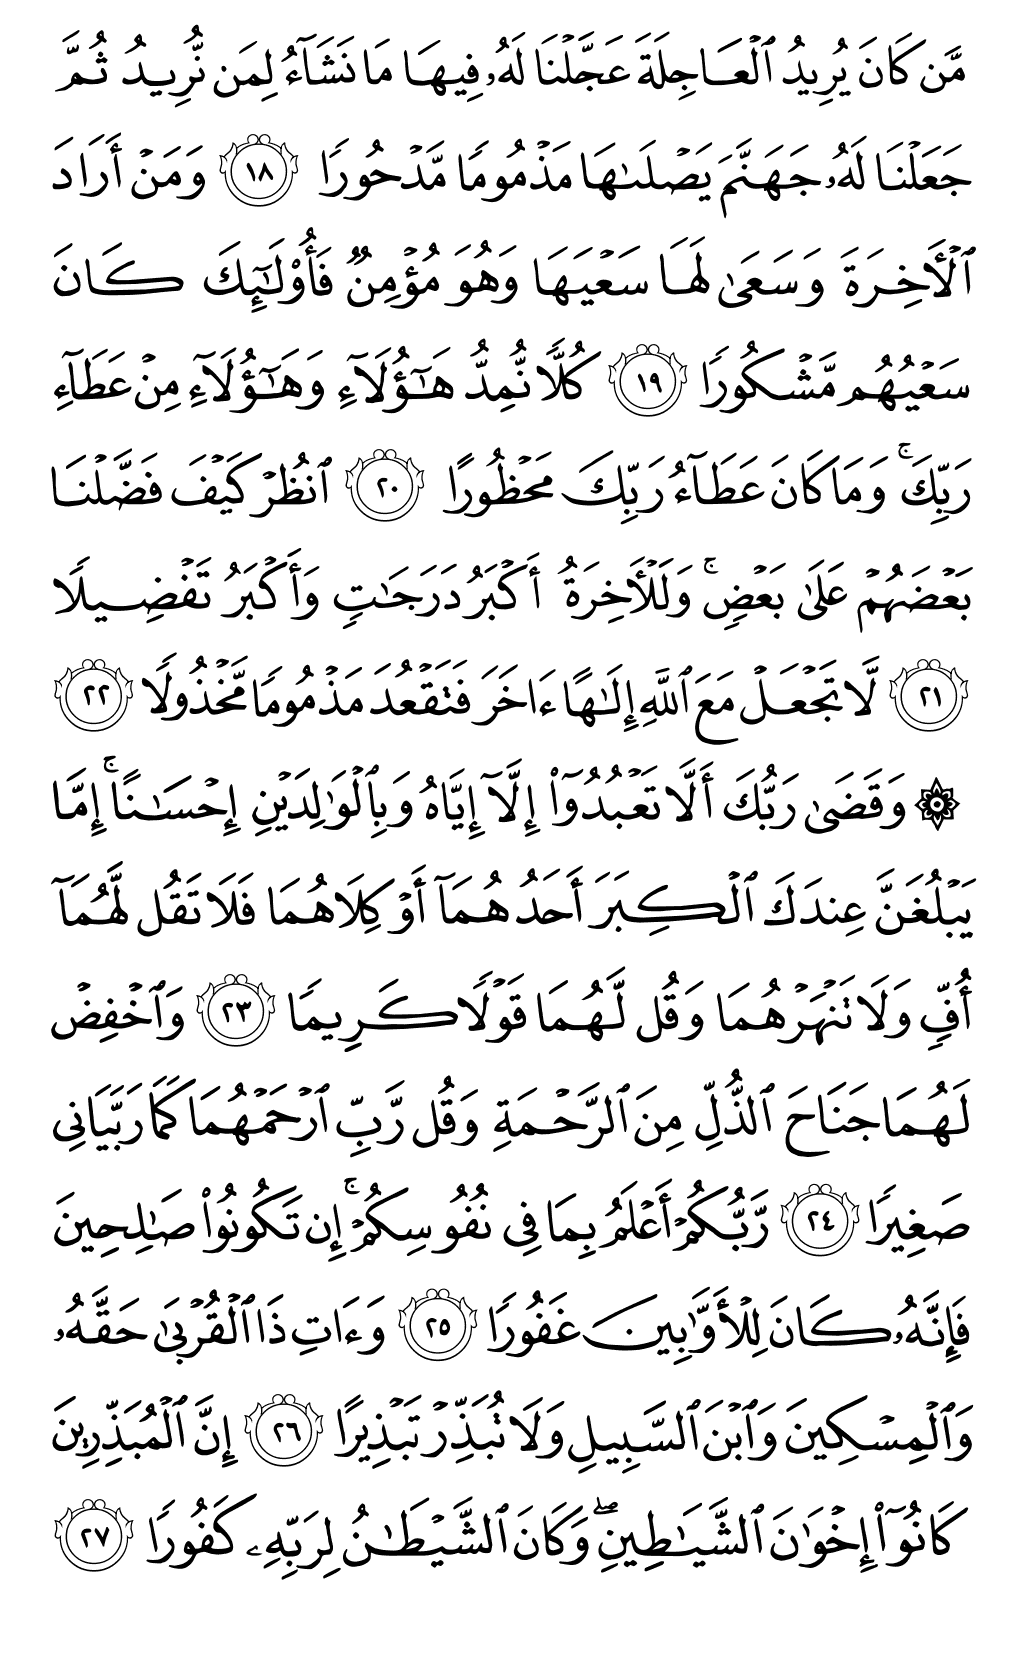 مَّن كَانَ يُرِيدُ ٱلْعَاجِلَةَ عَجَّلْنَا لَهُۥ فِيهَا مَا نَشَآءُ لِمَن نُّرِيدُ ثُمَّ
جَعَلْنَا لَهُۥ جَهَنَّمَ يَصْلَىٰهَا مَذْمُومًا مَّدْحُورًا ١٨ وَمَنْ أَرَادَ
ٱلْأَخِرَةَ وَسَعَىٰ لَهَا سَعْيَهَا وَهُوَ مُؤْمِنٌ فَأُو۟لَـٰٓئِكَ كَانَ
سَعْيُهُم مَّشْكُورًا ١٩ كُلًّا نُّمِدُّ هَـٰٓؤُلَآءِ وَهَـٰٓؤُلَآءِ مِنْ عَطَآءِ
رَبِّكَ ۚ وَمَا كَانَ عَطَآءُ رَبِّكَ مَحْظُورًا ٢٠ ٱنظُرْ كَيْفَ فَضَّلْنَا
بَعْضَهُمْ عَلَىٰ بَعْضٍ ۚ وَلَلْـَٔاخِرَةُ أَكْبَرُ دَرَجَـٰتٍ وَأَكْبَرُ تَفْضِيلًا
٢١ لَّا تَجْعَلْ مَعَ ٱللَّهِ إِلَـٰهًا ءَاخَرَ فَتَقْعُدَ مَذْمُومًا مَّخْذُولًا ٢٢
۞ وَقَضَىٰ رَبُّكَ أَلَّا تَعْبُدُوٓا۟ إِلَّآ إِيَّاهُ وَبِٱلْوَٰلِدَيْنِ إِحْسَـٰنًا ۚ إِمَّا
يَبْلُغَنَّ عِندَكَ ٱلْكِبَرَ أَحَدُهُمَآ أَوْ كِلَاهُمَا فَلَا تَقُل لَّهُمَآ
أُفٍّ وَلَا تَنْهَرْهُمَا وَقُل لَّهُمَا قَوْلًا كَرِيمًا ٢٣ وَٱخْفِضْ
لَهُمَا جَنَاحَ ٱلذُّلِّ مِنَ ٱلرَّحْمَةِ وَقُل رَّبِّ ٱرْحَمْهُمَا كَمَا رَبَّيَانِى
صَغِيرًا ٢٤ رَّبُّكُمْ أَعْلَمُ بِمَا فِى نُفُوسِكُمْ ۚ إِن تَكُونُوا۟ صَـٰلِحِينَ
فَإِنَّهُۥ كَانَ لِلْأَوَّٰبِينَ غَفُورًا ٢٥ وَءَاتِ ذَا ٱلْقُرْبَىٰ حَقَّهُۥ
وَٱلْمِسْكِينَ وَٱبْنَ ٱلسَّبِيلِ وَلَا تُبَذِّرْ تَبْذِيرًا ٢٦ إِنَّ ٱلْمُبَذِّرِينَ
كَانُوٓا۟ إِخْوَٰنَ ٱلشَّيَـٰطِينِ ۖ وَكَانَ ٱلشَّيْطَـٰنُ لِرَبِّهِۦ كَفُورًا ٢٧